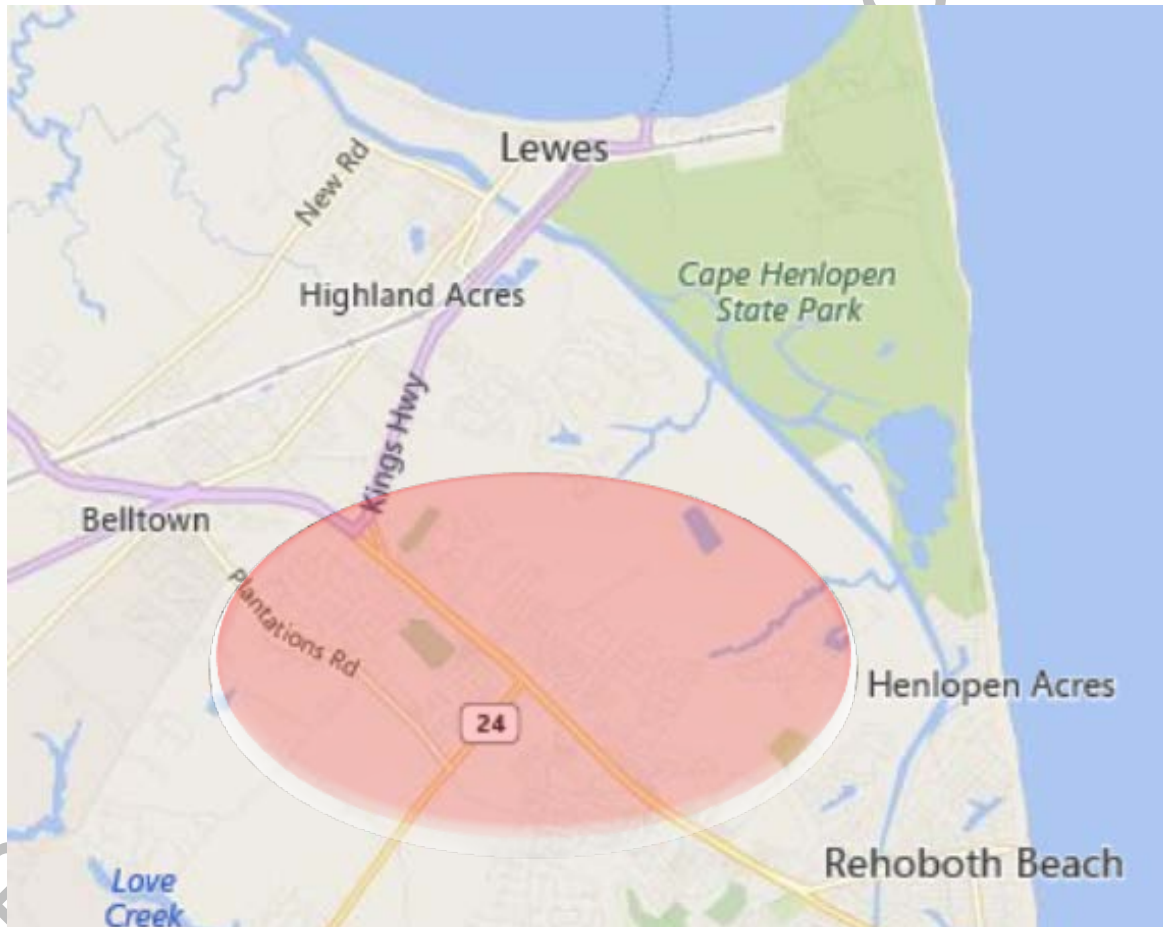 Lewes
New Rd
Cape Henlopen
State Park
Highland Acres
Kings Hwy
Belltown
Plantations Rd
Henlopen Acres
24
Rehoboth Beach
Love
Creek